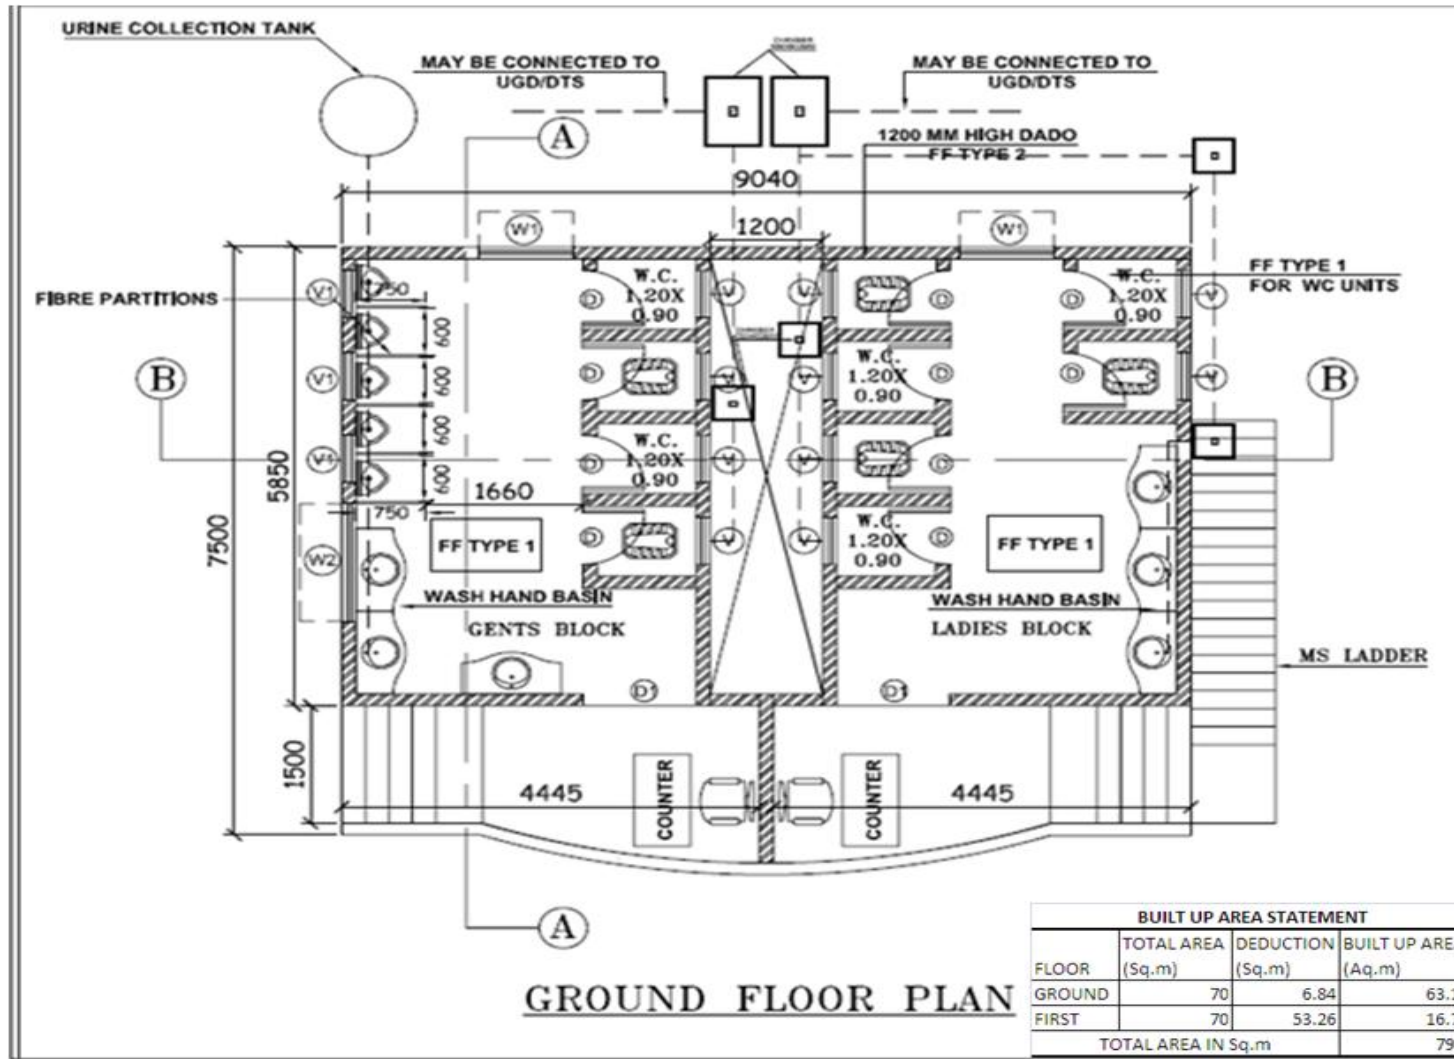 URINE COLLECTION TANK
MAY BE CONNECTED TO
UGD/DTS
MAY BE CONNECTED TO
UGD/DTS
A
1200 MM HIGH DADO
FF TYPE 2
9040
1200
W1
W1
FF TYPE 1
FOR WC UNITS
FIBRE PARTITIONS
V1
750
600
600
600
600
V1
V1
W2
W.C.
1.20X
0.90
W.C.
1.20X
0.90
W.C.
1.20X
0.90
W.C.
1.20X
0.90
W.C.
1.20X
0.90
D
D
D
D
D
D
D
D
D
D
V
V
V
V
V
V
V
V
V
V
B
B
5850
7500
1660
750
FF TYPE 1
FF TYPE 1
WASH HAND BASIN
GENTS BLOCK
WASH HAND BASIN
LADIES BLOCK
MS LADDER
D1
D1
1500
4445
4445
COUNTER
COUNTER
A
GROUND FLOOR PLAN
BUILT UP AREA STATEMENT
FLOOR TOTAL AREA (Sq.m) DEDUCTION (Sq.m) BUILT UP ARE (Aq.m)
GROUND 70 6.84 63.
FIRST 70 53.26 16.
TOTAL AREA IN Sq.m 79